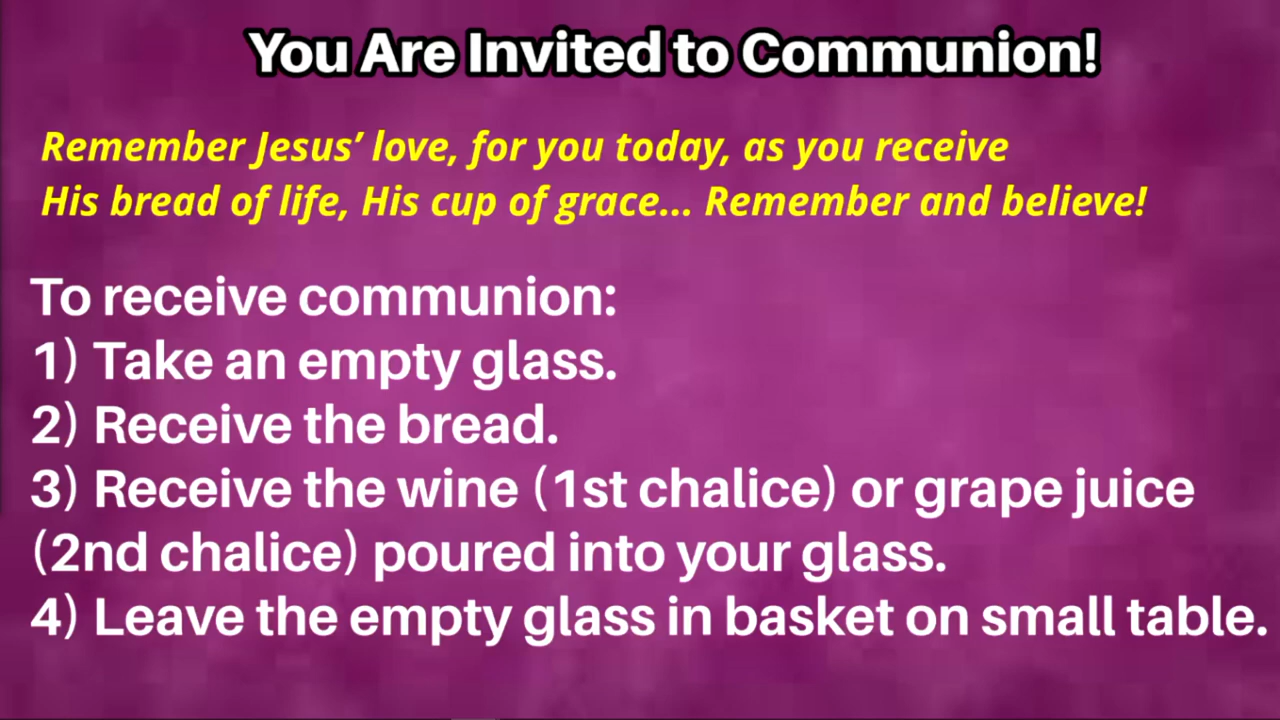 You Are Invited to Communion!
Remember Jesus’ love, for you today, as you receive
His bread of life, His cup of grace... Remember and believe!
To receive communion:
1) Take an empty glass.
2) Receive the bread.
3) Receive the wine (1st chalice) or grape juice
(2nd chalice) poured into your glass.
4) Leave the empty glass in basket on small table.